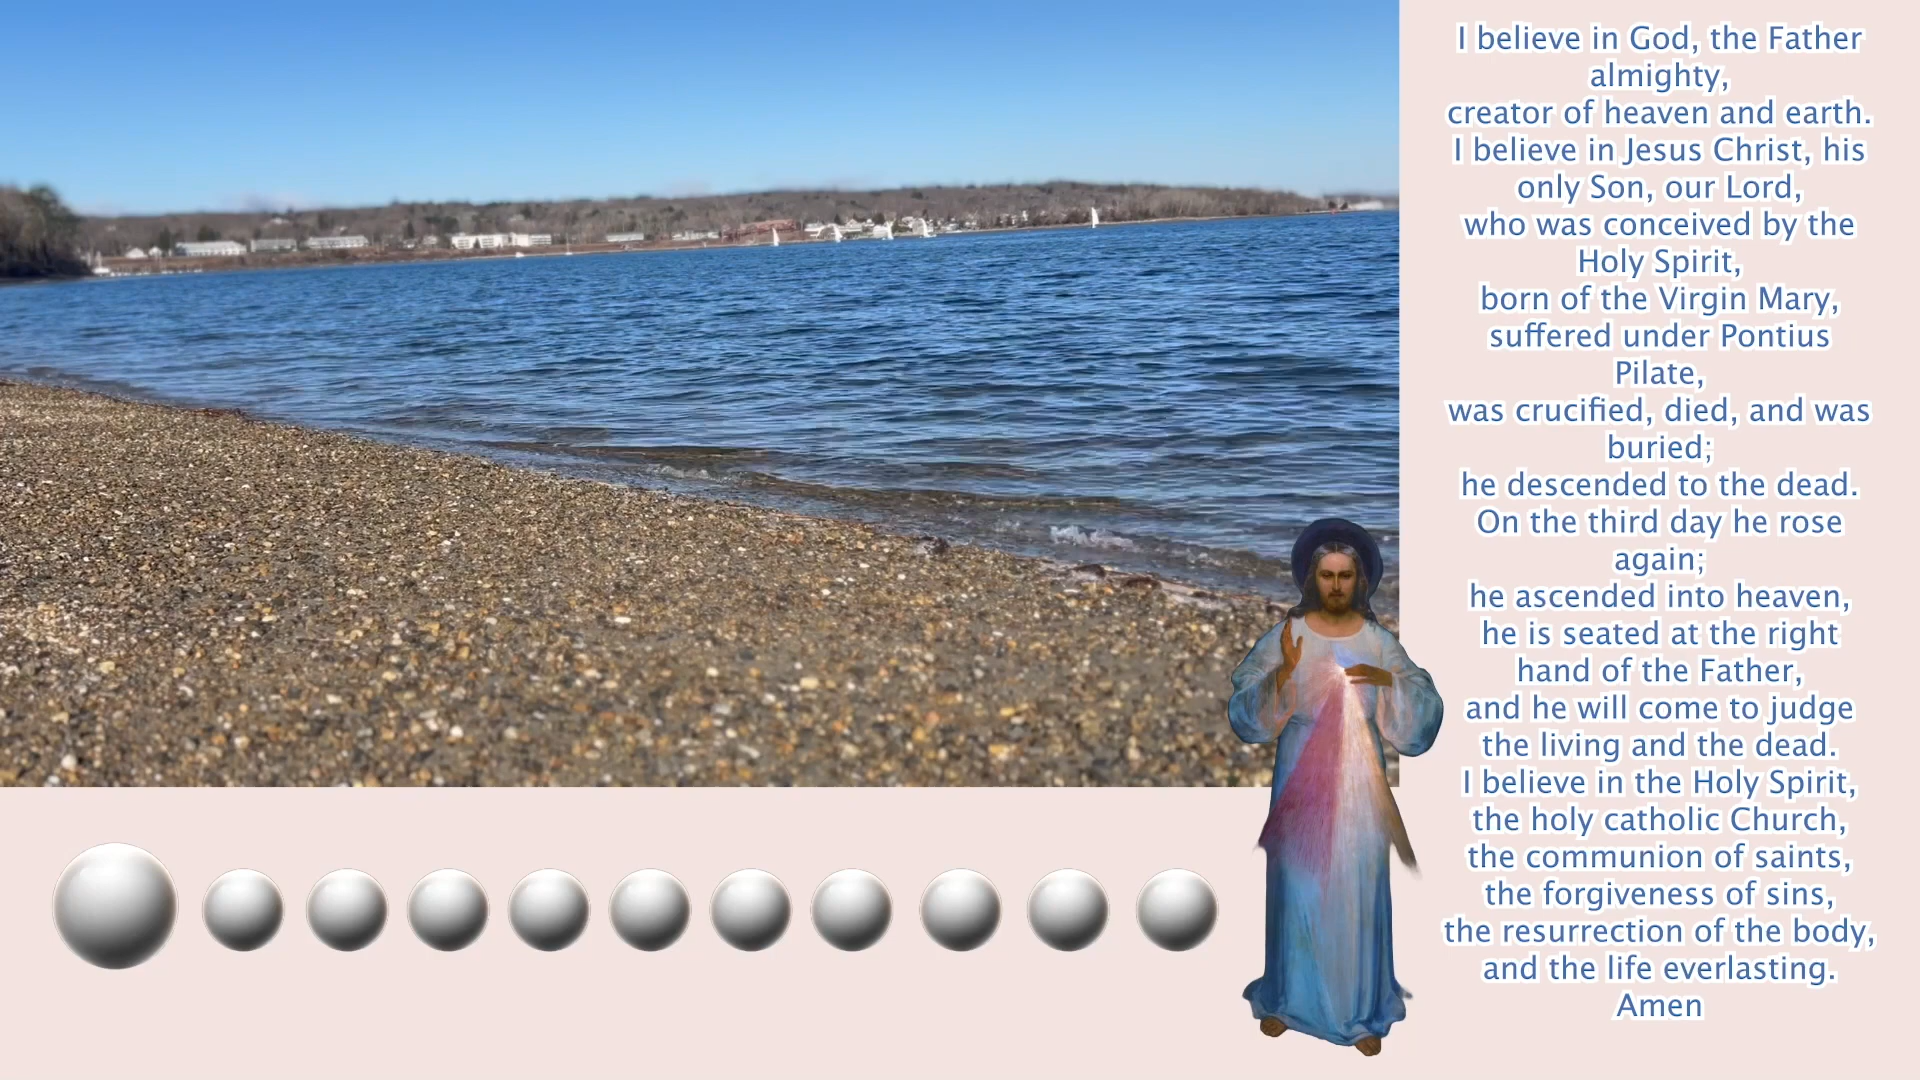 I believe in God, the Father
almighty,
creator of heaven and earth.
I believe in Jesus Christ, his
only Son, our Lord,
who was conceived by the
Holy Spirit,
born of the Virgin Mary,
suffered under Pontius
Pilate,
was crucified, died, and was
buried;
he descended to the dead.
On the third day he rose
again;
he ascended into heaven,
he is seated at the right
hand of the Father,
and he will come to judge
the living and the dead.
I believe in the Holy Spirit,
the holy catholic Church,
the communion of saints,
the forgiveness of sins,
the resurrection of the body,
and the life everlasting.
Amen